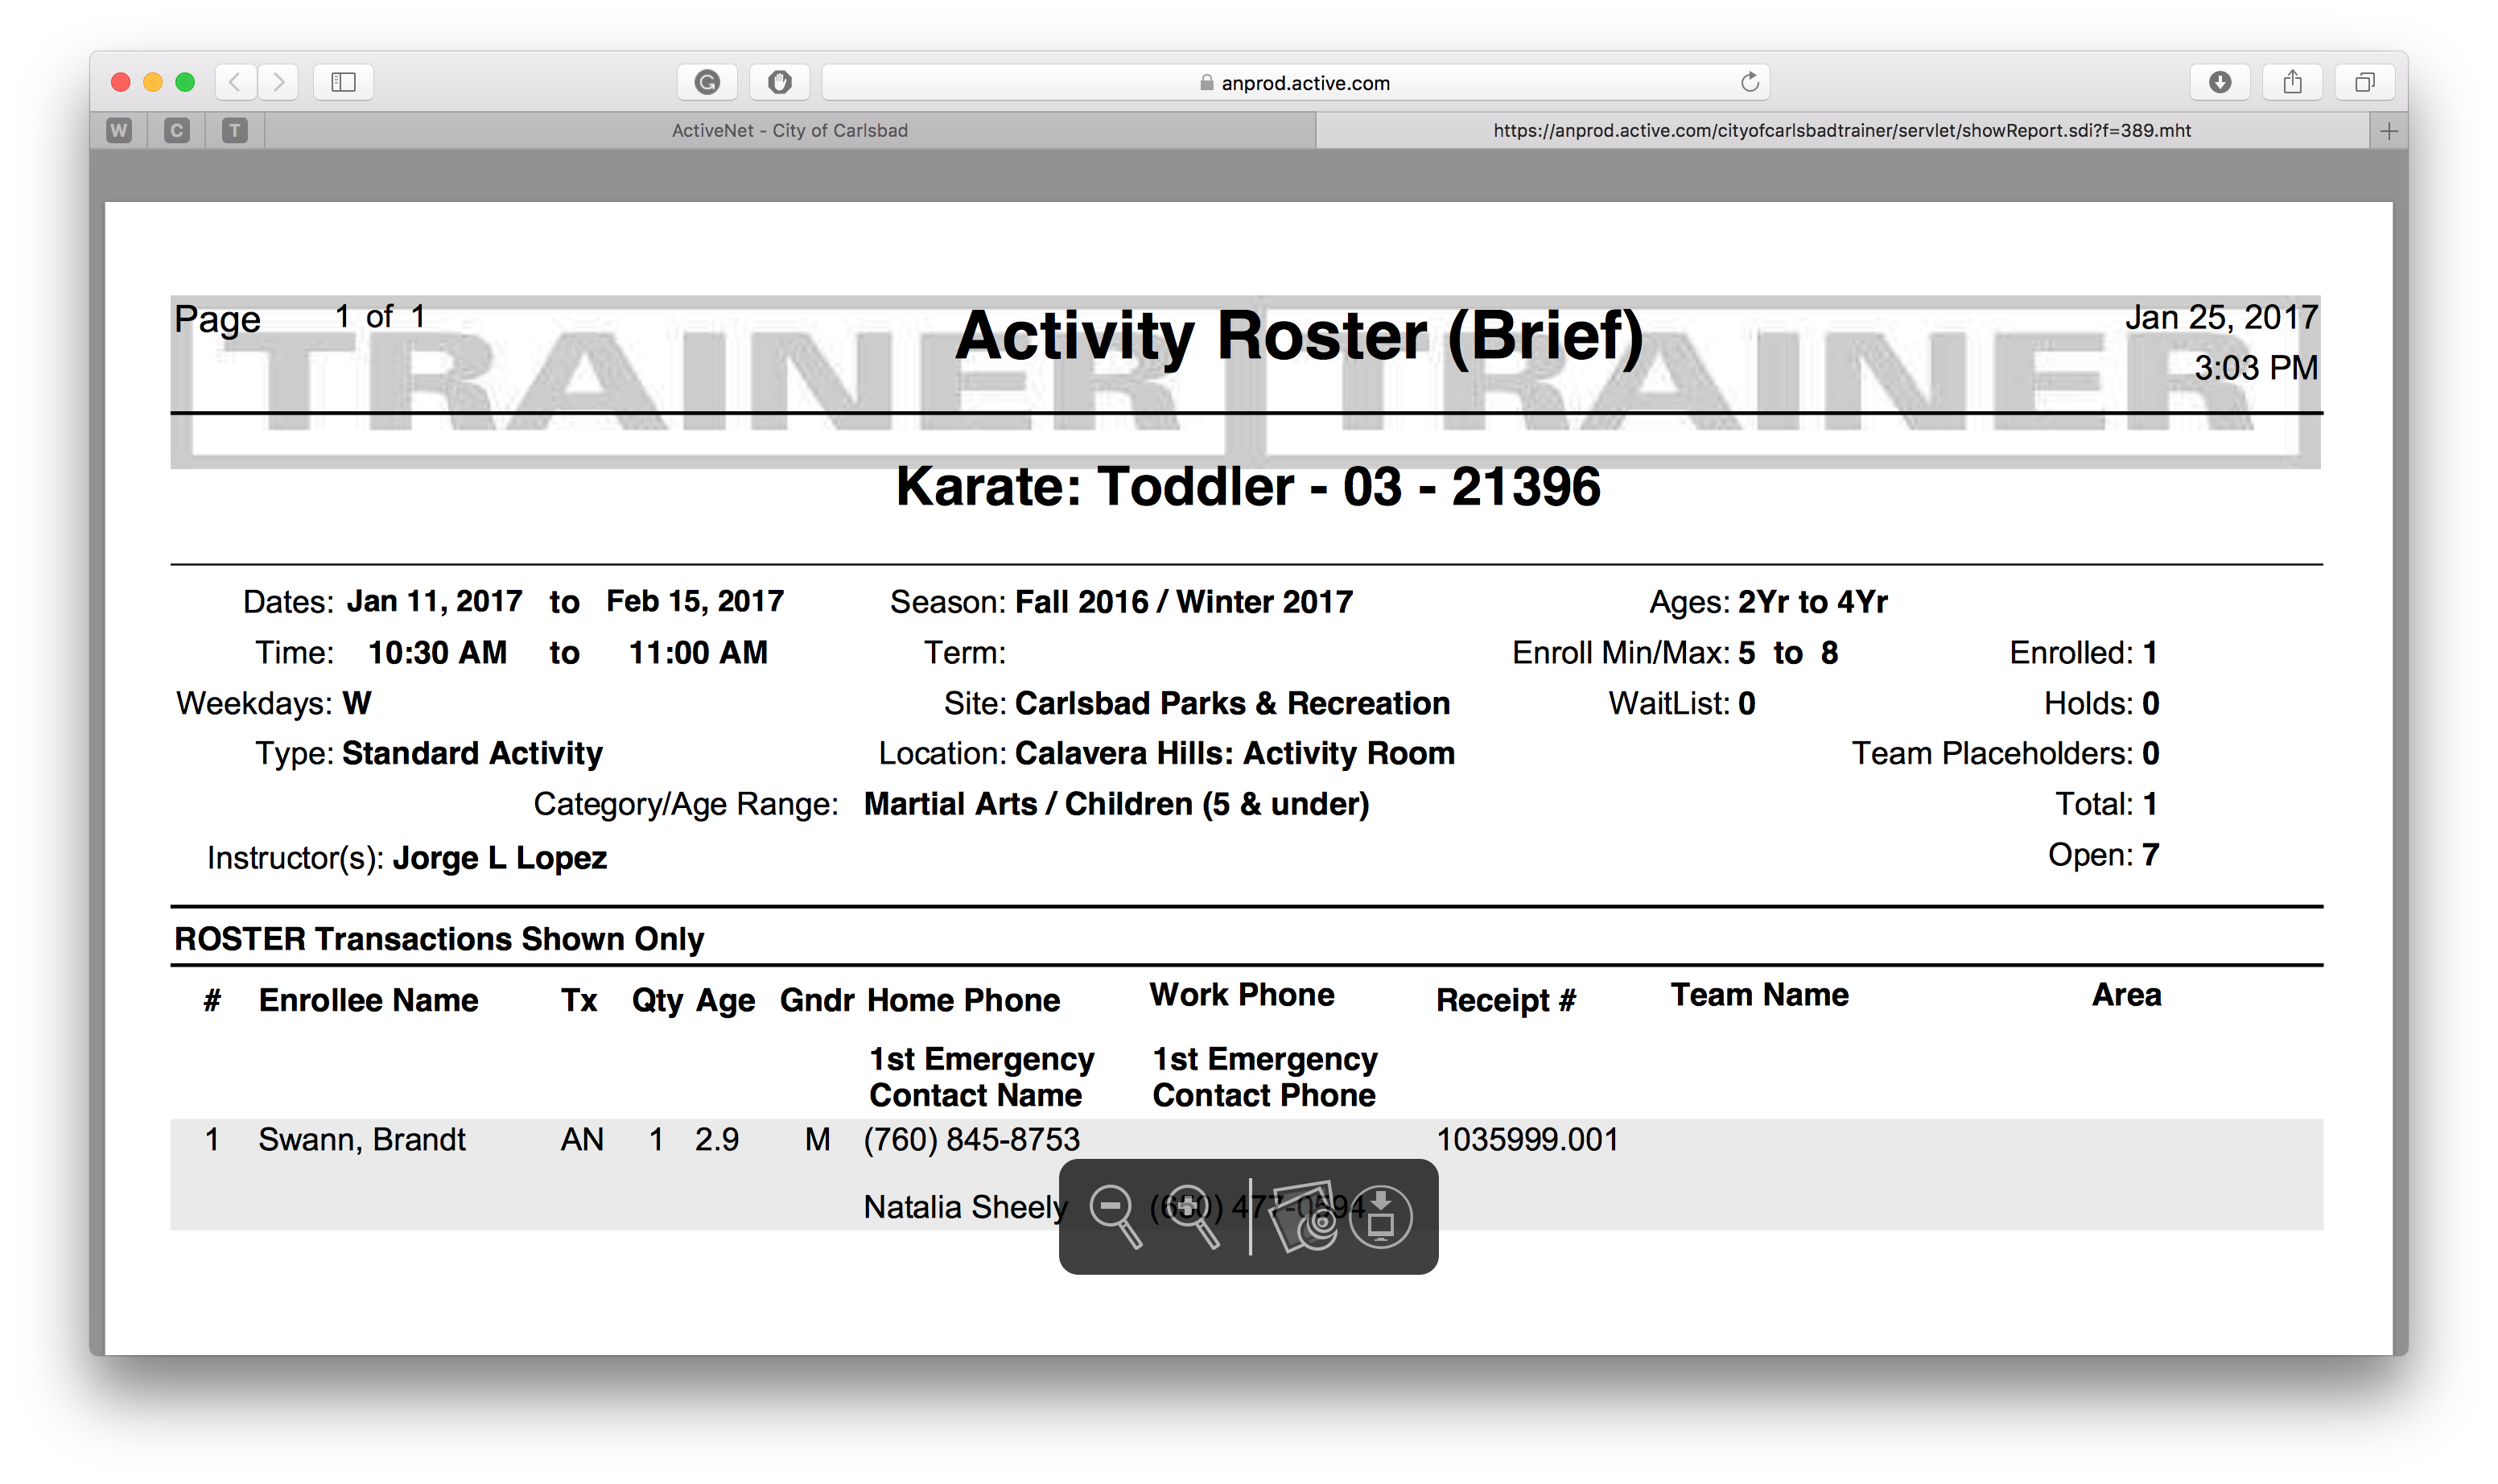 anprod.active.com
W C T ActiveNet - City of Carlsbad https://anprod.active.com/cityofcarlsbadtrainer/servlet/showReport.sdi?f=389.mht
Page 1 of 1 Activity Roster (Brief) Jan 25, 2017
3:03 PM
TRAINER TRAINER
Karate: Toddler - 03 - 21396
Dates: Jan 11, 2017 to Feb 15, 2017 Season: Fall 2016 / Winter 2017 Ages: 2Yr to 4Yr
Time: 10:30 AM to 11:00 AM Term: Enroll Min/Max: 5 to 8 Enrolled: 1
Weekdays: W Site: Carlsbad Parks & Recreation WaitList: 0 Holds: 0
Type: Standard Activity Location: Calavera Hills: Activity Room Team Placeholders: 0
Category/Age Range: Martial Arts / Children (5 & under) Total: 1
Instructor(s): Jorge L Lopez Open: 7
ROSTER Transactions Shown Only
# Enrollee Name Tx Qty Age Gndr Home Phone Work Phone Receipt # Team Name Area
1st Emergency 1st Emergency
Contact Name Contact Phone
1 Swann, Brandt AN 1 2.9 M (760) 845-8753 1035999.001
Natalia Sheely (650) 477-0594